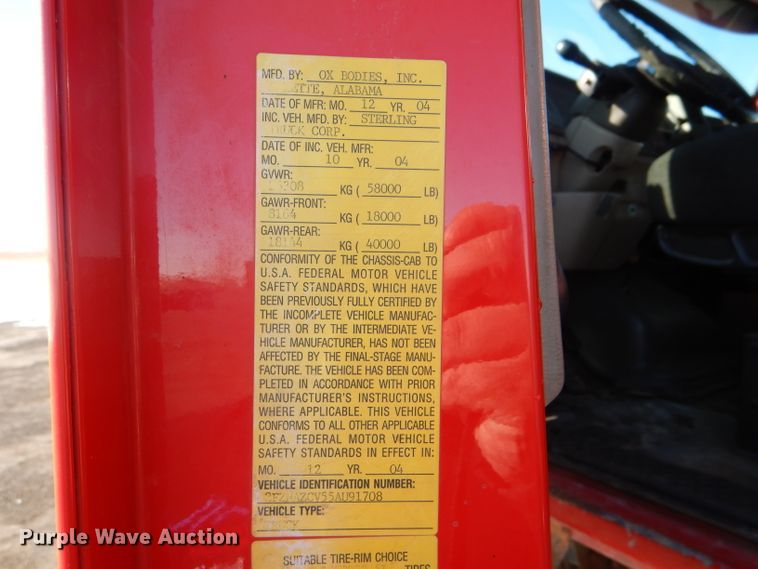 MFD. BY: OX BODIES, INC.
ALABAMA
DATE OF MFR: MO. 12 YR. 04
INC. VEH. MFD. BY: STERLING
CORP.
DATE OF INC. VEH. MFR:
MO. 10 YR. 04
GVWR:
KG ( 58000 LB)
GAWR-FRONT:
8164 KG ( 18000 LB)
GAWR-REAR:
KG ( 40000 LB)
CONFORMITY OF THE CHASSIS-CAB TO
U.S.A. FEDERAL MOTOR VEHICLE
SAFETY STANDARDS, WHICH HAVE
BEEN PREVIOUSLY FULLY CERTIFIED BY
THE INCOMPLETE VEHICLE MANUFAC-
TURER OR BY THE INTERMEDIATE VE-
HICLE MANUFACTURER, HAS NOT BEEN
AFFECTED BY THE FINAL-STAGE MANU-
FACTURE. THE VEHICLE HAS BEEN COM-
PLETED IN ACCORDANCE WITH PRIOR
MANUFACTURER'S INSTRUCTIONS,
WHERE APPLICABLE. THIS VEHICLE
CONFORMS TO ALL OTHER APPLICABLE
U.S.A. FEDERAL MOTOR VEHICLE
SAFETY STANDARDS IN EFFECT IN:
MO. 12 YR. 04
VEHICLE IDENTIFICATION NUMBER:
VEHICLE TYPE:
SUITABLE TIRE-RIM CHOICE
TIRES
Purple Wave Auction